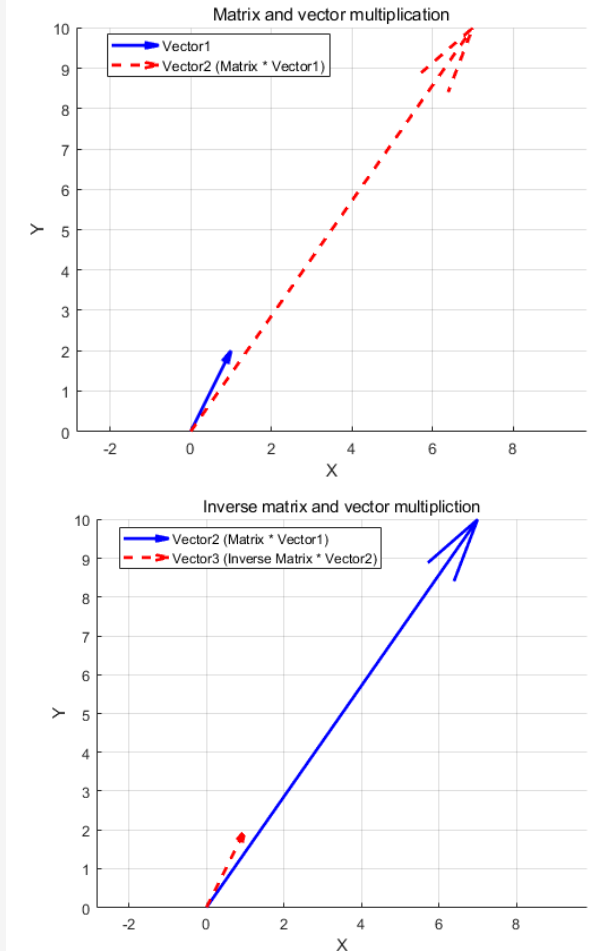 Matrix and vector multiplication
Vector1
Vector2 (Matrix * Vector1)
10
9
8
7
6
5
4
3
2
1
0
Y
-2 0 2 4 6 8
X
Inverse matrix and vector multipliction
Vector2 (Matrix * Vector1)
Vector3 (Inverse Matrix * Vector2)
10
9
8
7
6
5
4
3
2
1
0
Y
-2 0 2 4 6 8
X